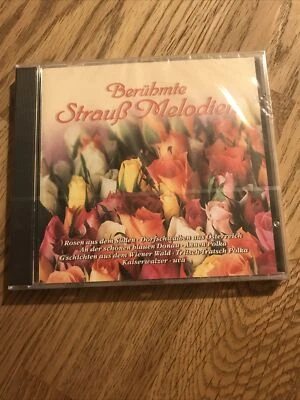 Berühmte
Strauß Melodien
Rosen aus dem Süden · Dorfschwalben aus Österreich
An der schönen blauen Donau · Annen Polka
G'schichten aus dem Wiener Wald · Tritsch Tratsch Polka
Kaiserwalzer · uva